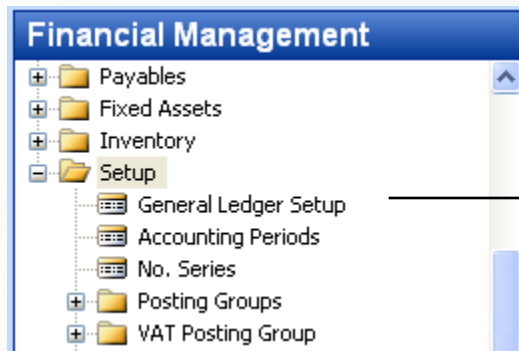 Financial Management
Payables
Fixed Assets
Inventory
Setup
General Ledger Setup
Accounting Periods
No. Series
Posting Groups
VAT Posting Group